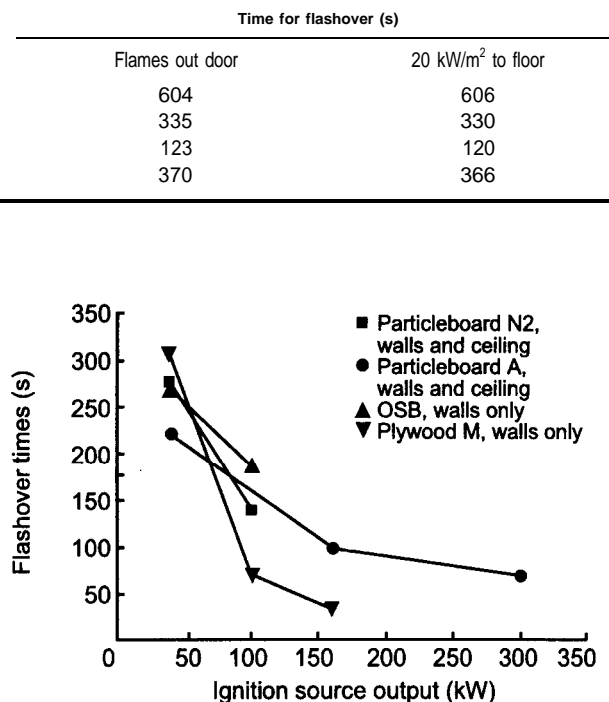 Time for flashover (s)
Flames out door 20 kW/m² to floor
604 606
335 330
123 120
370 366
350
300
250
200
150
100
50
0 50 100 150 200 250 300 350
Flashover times (s)
Ignition source output (kW)
Particleboard N2,
walls and ceiling
Particleboard A,
walls and ceiling
OSB, walls only
Plywood M, walls only